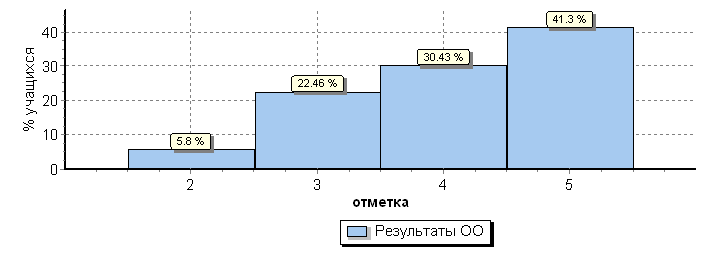 % учащихся
40
30
20
10
0
5.8 %
22.46 %
30.43 %
41.3 %
2 3 4 5
отметка
Результаты ОО